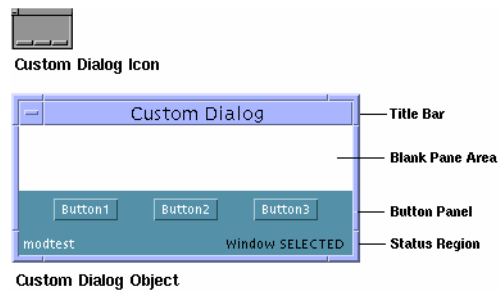 Custom Dialog Icon
Custom Dialog
Title Bar
Blank Pane Area
Button1 Button2 Button3
Button Panel
modtest Window SELECTED
Status Region
Custom Dialog Object